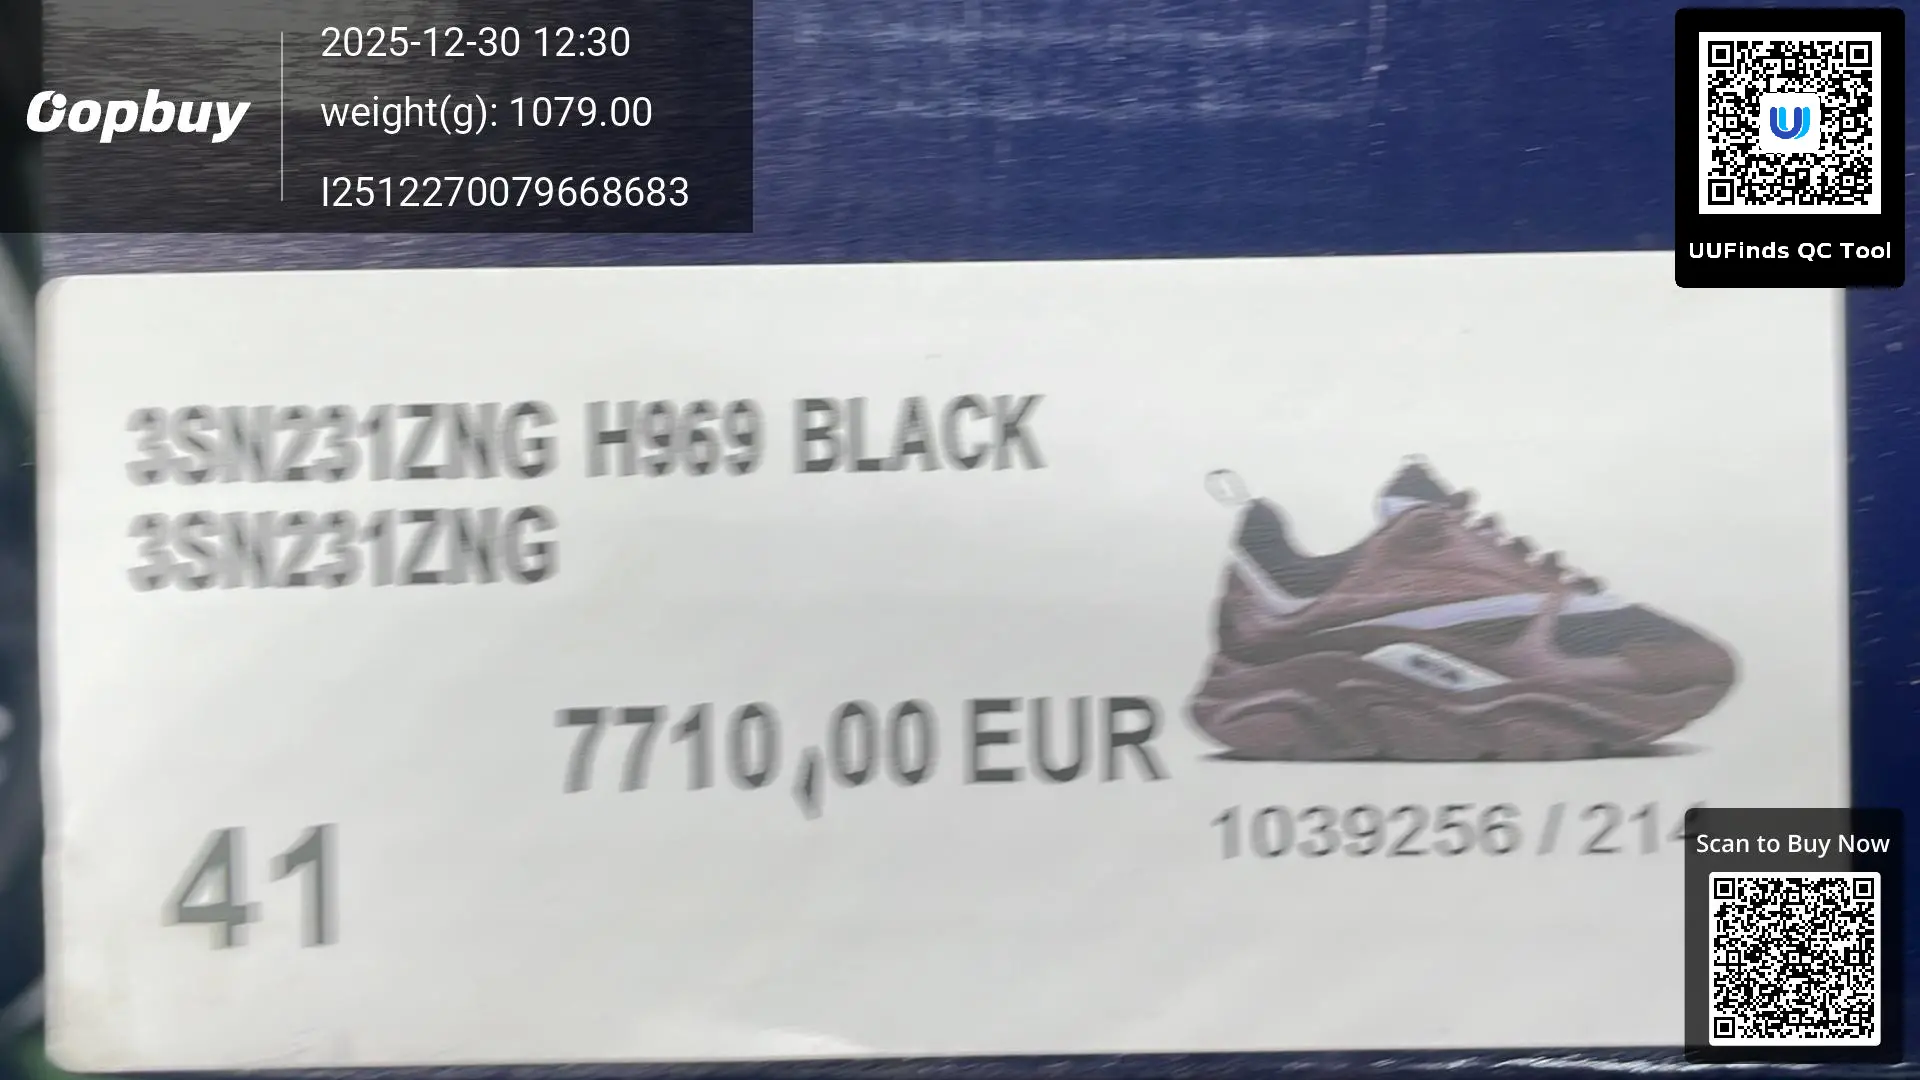 Oopbuy
2025-12-30 12:30
weight(g): 1079.00
I2512270079668683
UUFinds QC Tool
3SN231ZNG H969 BLACK
3SN231ZNG
7710,00 EUR
41
1039256 / 214
Scan to Buy Now